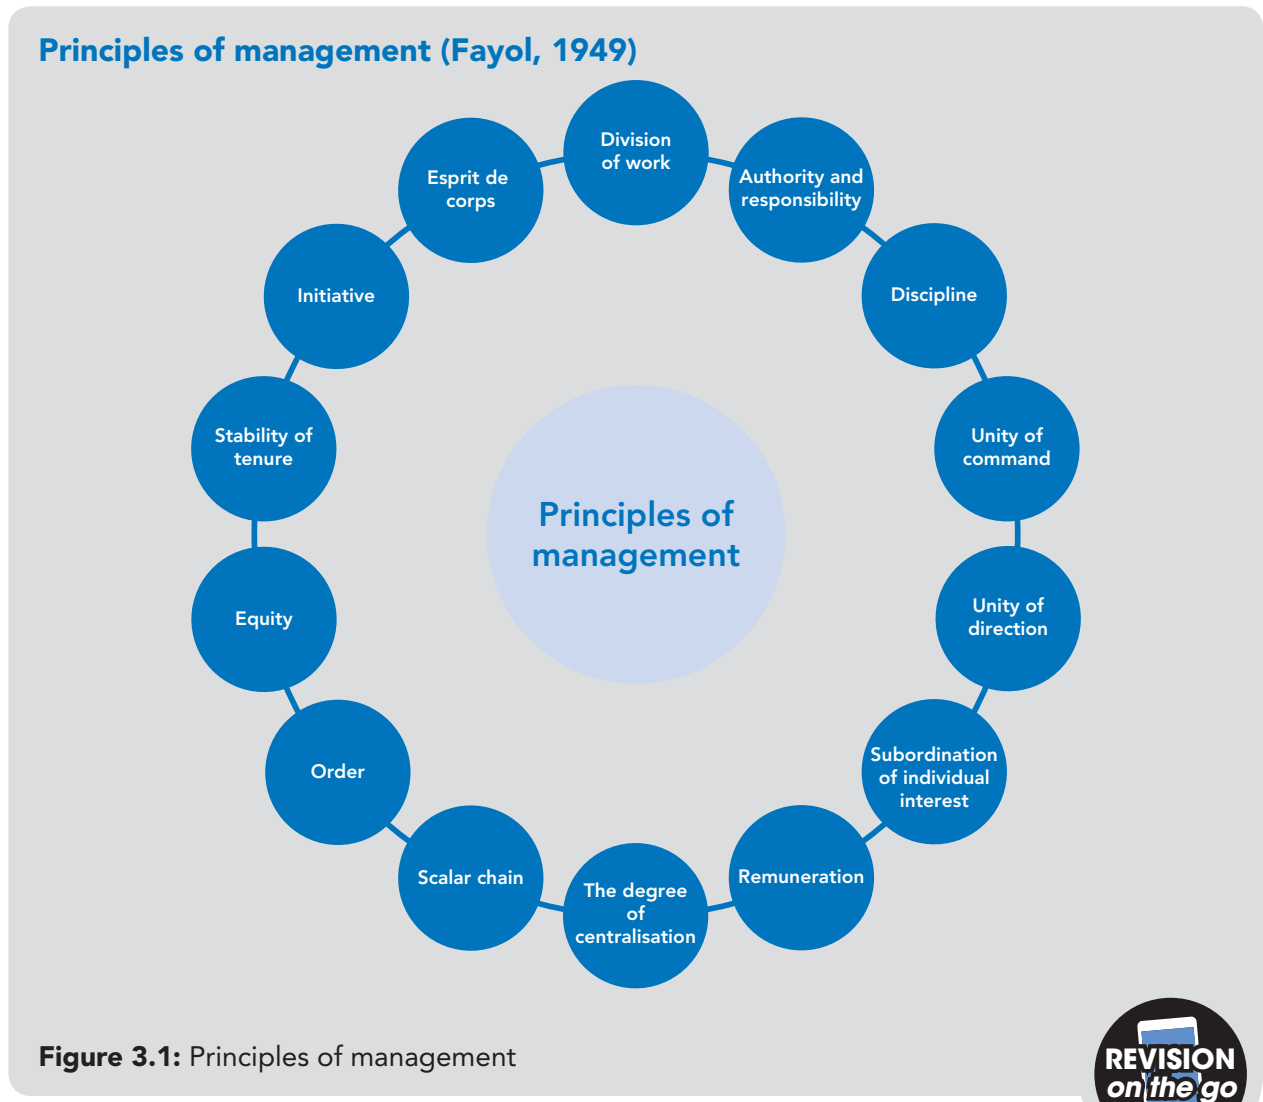 Principles of management (Fayol, 1949)
Division
of work
Authority and
responsibility
Discipline
Unity of
command
Unity of
direction
Subordination
of individual
interest
Remuneration
The degree
of
centralisation
Scalar chain
Order
Equity
Stability of
tenure
Initiative
Esprit de
corps
Principles of
management
Figure 3.1: Principles of management
REVISION
on the go